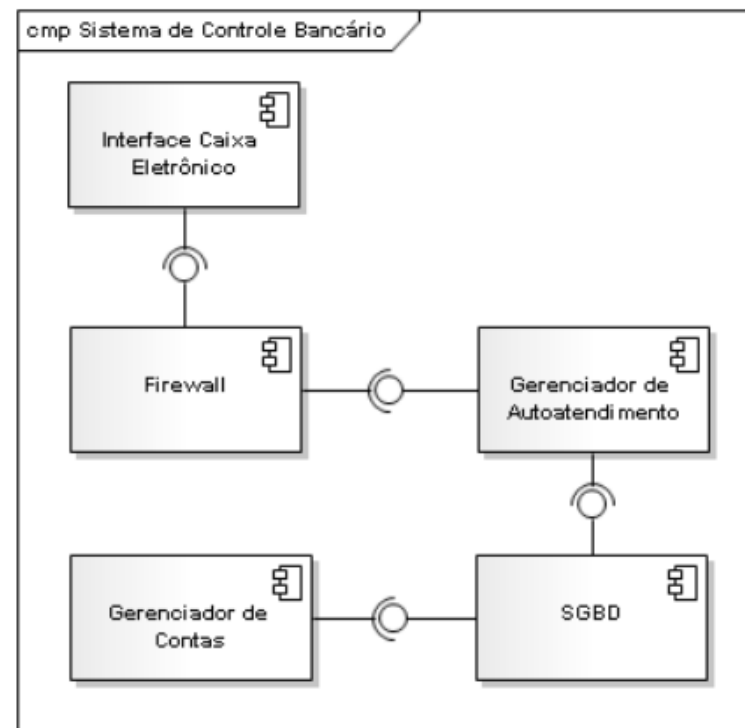 cmp Sistema de Controle Bancário
Interface Caixa
Eletrônico
Firewall
Gerenciador de
Autoatendimento
Gerenciador de
Contas
SGBD